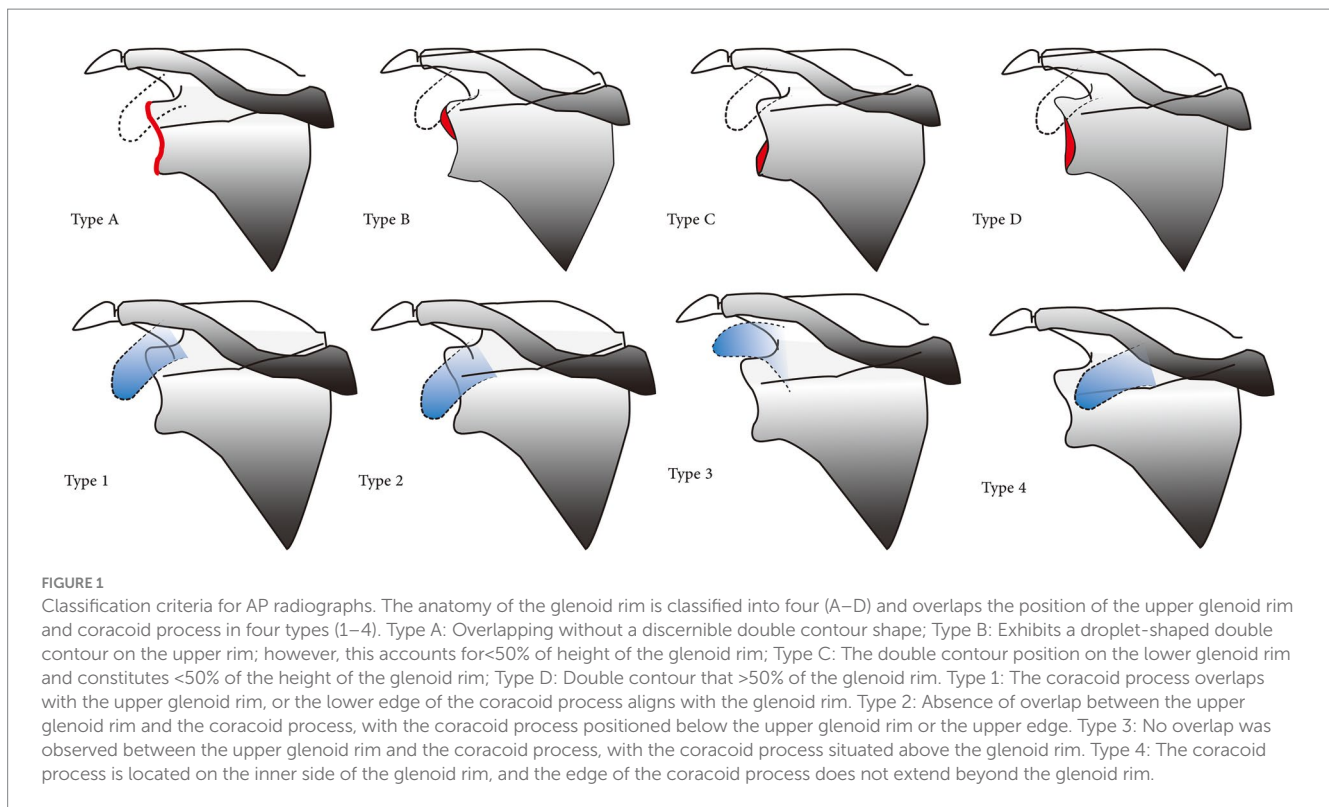 Type A
Type B
Type C
Type D
Type 1
Type 2
Type 3
Type 4
FIGURE 1
Classification criteria for AP radiographs. The anatomy of the glenoid rim is classified into four (A–D) and overlaps the position of the upper glenoid rim
and coracoid process in four types (1–4). Type A: Overlapping without a discernible double contour shape; Type B: Exhibits a droplet-shaped double
contour on the upper rim; however, this accounts for<50% of height of the glenoid rim; Type C: The double contour position on the lower glenoid rim
and constitutes <50% of the height of the glenoid rim; Type D: Double contour that >50% of the glenoid rim. Type 1: The coracoid process overlaps
with the upper glenoid rim, or the lower edge of the coracoid process aligns with the glenoid rim. Type 2: Absence of overlap between the upper
glenoid rim and the coracoid process, with the coracoid process positioned below the upper glenoid rim or the upper edge. Type 3: No overlap was
observed between the upper glenoid rim and the coracoid process, with the coracoid process situated above the glenoid rim. Type 4: The coracoid
process is located on the inner side of the glenoid rim, and the edge of the coracoid process does not extend beyond the glenoid rim.